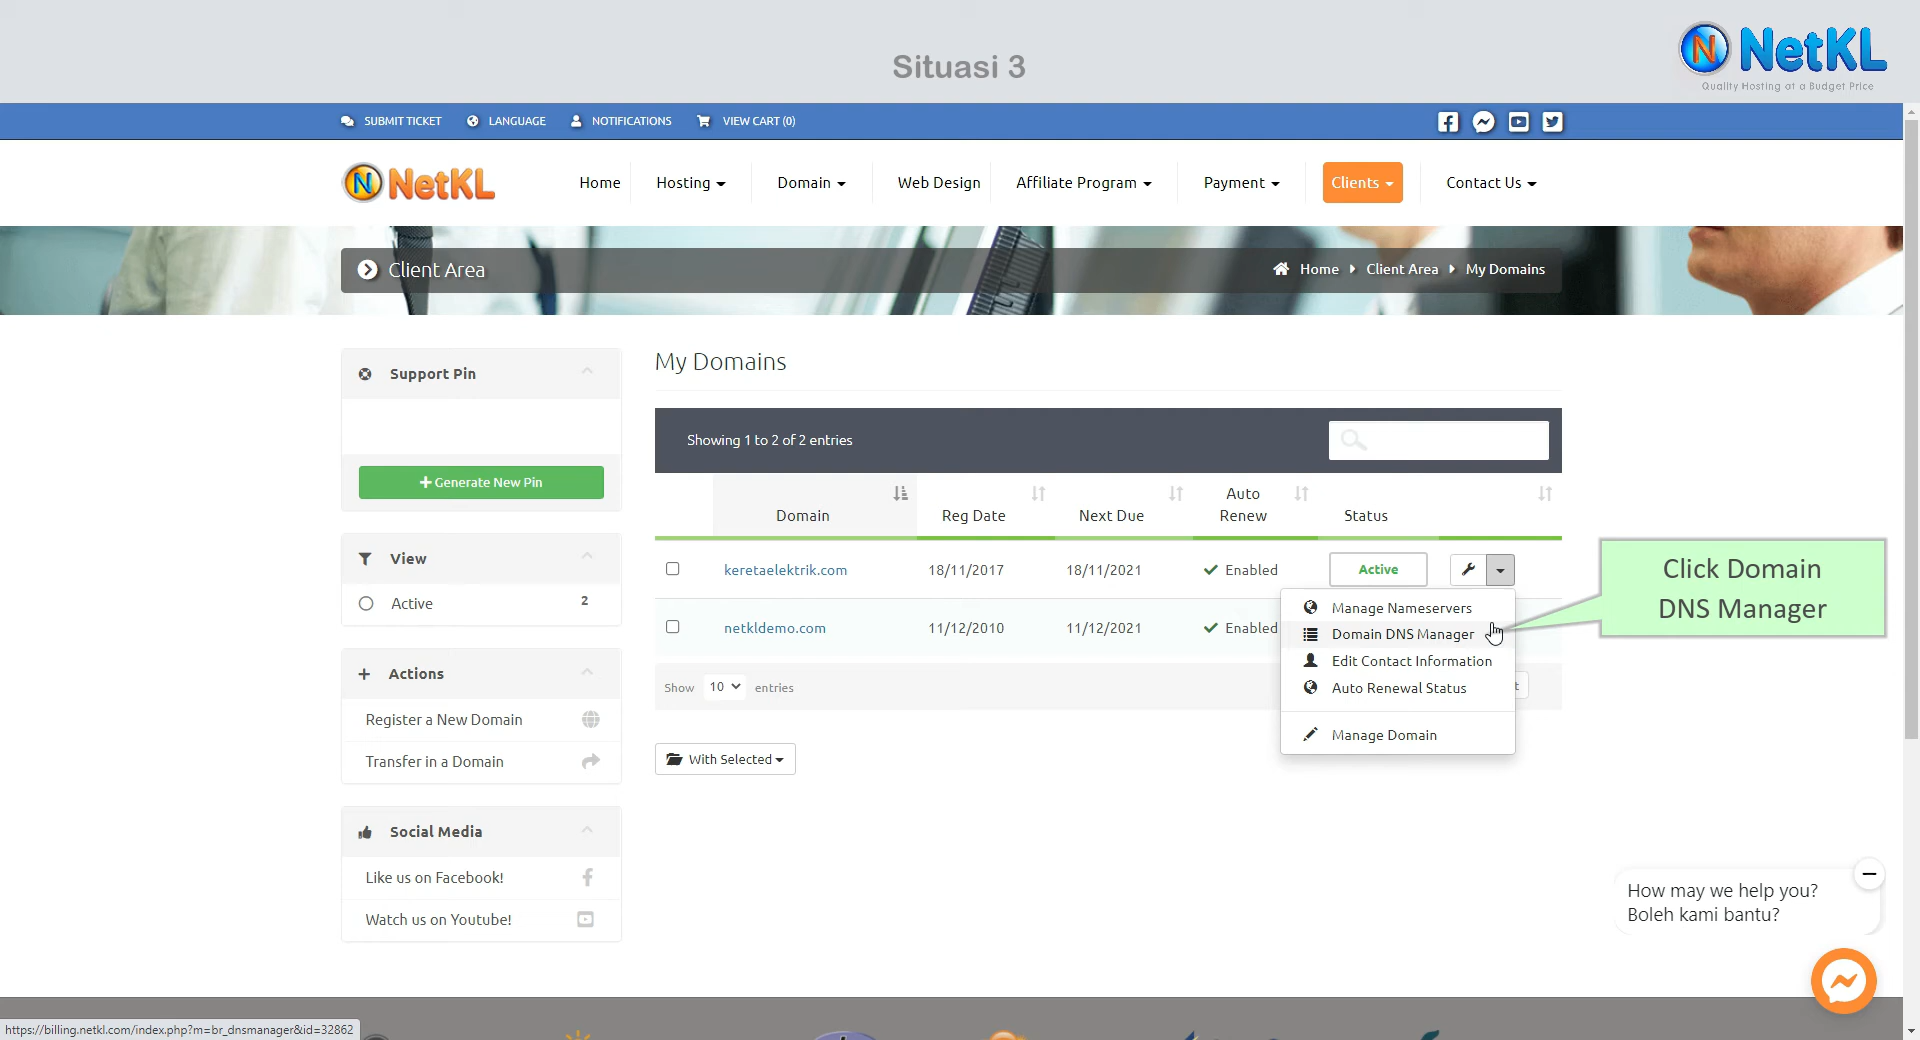 Situasi 3
NetKL
Quality Hosting at a Budget Price
SUBMIT TICKET LANGUAGE NOTIFICATIONS VIEW CART (0)
NetKL
Home Hosting Domain Web Design Affiliate Program Payment Clients Contact Us
Client Area
Home Client Area My Domains
Support Pin
Generate New Pin
View
Active 2
Actions
Register a New Domain
Transfer in a Domain
Social Media
Like us on Facebook!
Watch us on Youtube!
My Domains
Showing 1 to 2 of 2 entries
Domain Reg Date Next Due Auto Renew Status
keretaelektrik.com 18/11/2017 18/11/2021 Enabled Active
netkldemo.com 11/12/2010 11/12/2021 Enabled
Show 10 entries
With Selected
Manage Nameservers
Domain DNS Manager
Edit Contact Information
Auto Renewal Status
Manage Domain
Click Domain
DNS Manager
How may we help you?
Boleh kami bantu?
https://billing.netkl.com/index.php?m=br_dnsmanager&id=32862